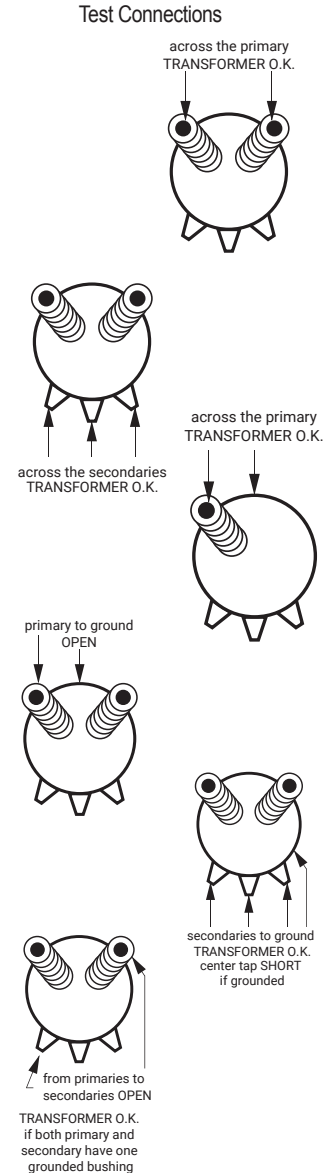 Test Connections
across the primary
TRANSFORMER O.K.
across the secondaries
TRANSFORMER O.K.
across the primary
TRANSFORMER O.K.
primary to ground
OPEN
secondaries to ground
TRANSFORMER O.K.
center tap SHORT
if grounded
from primaries to
secondaries OPEN
TRANSFORMER O.K.
if both primary and
secondary have one
grounded bushing